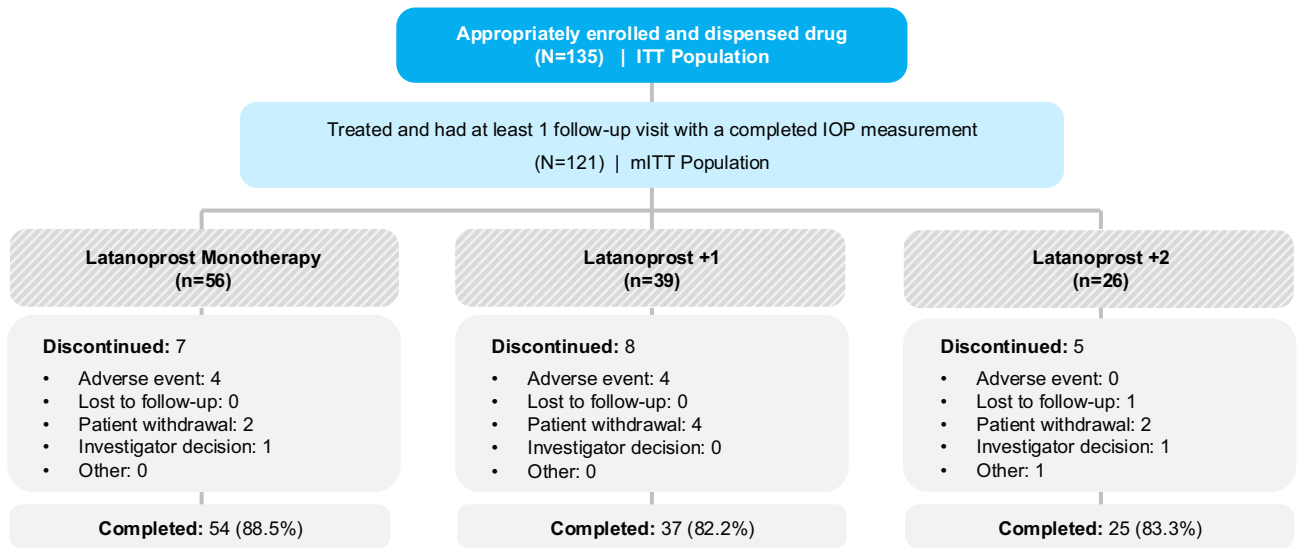 Appropriately enrolled and dispensed drug
(N=135) | ITT Population
Treated and had at least 1 follow-up visit with a completed IOP measurement
(N=121) | mITT Population
Latanoprost Monotherapy
(n=56)
Discontinued: 7
• Adverse event: 4
• Lost to follow-up: 0
• Patient withdrawal: 2
• Investigator decision: 1
• Other: 0
Completed: 54 (88.5%)
Latanoprost +1
(n=39)
Discontinued: 8
• Adverse event: 4
• Lost to follow-up: 0
• Patient withdrawal: 4
• Investigator decision: 0
• Other: 0
Completed: 37 (82.2%)
Latanoprost +2
(n=26)
Discontinued: 5
• Adverse event: 0
• Lost to follow-up: 1
• Patient withdrawal: 2
• Investigator decision: 1
• Other: 1
Completed: 25 (83.3%)